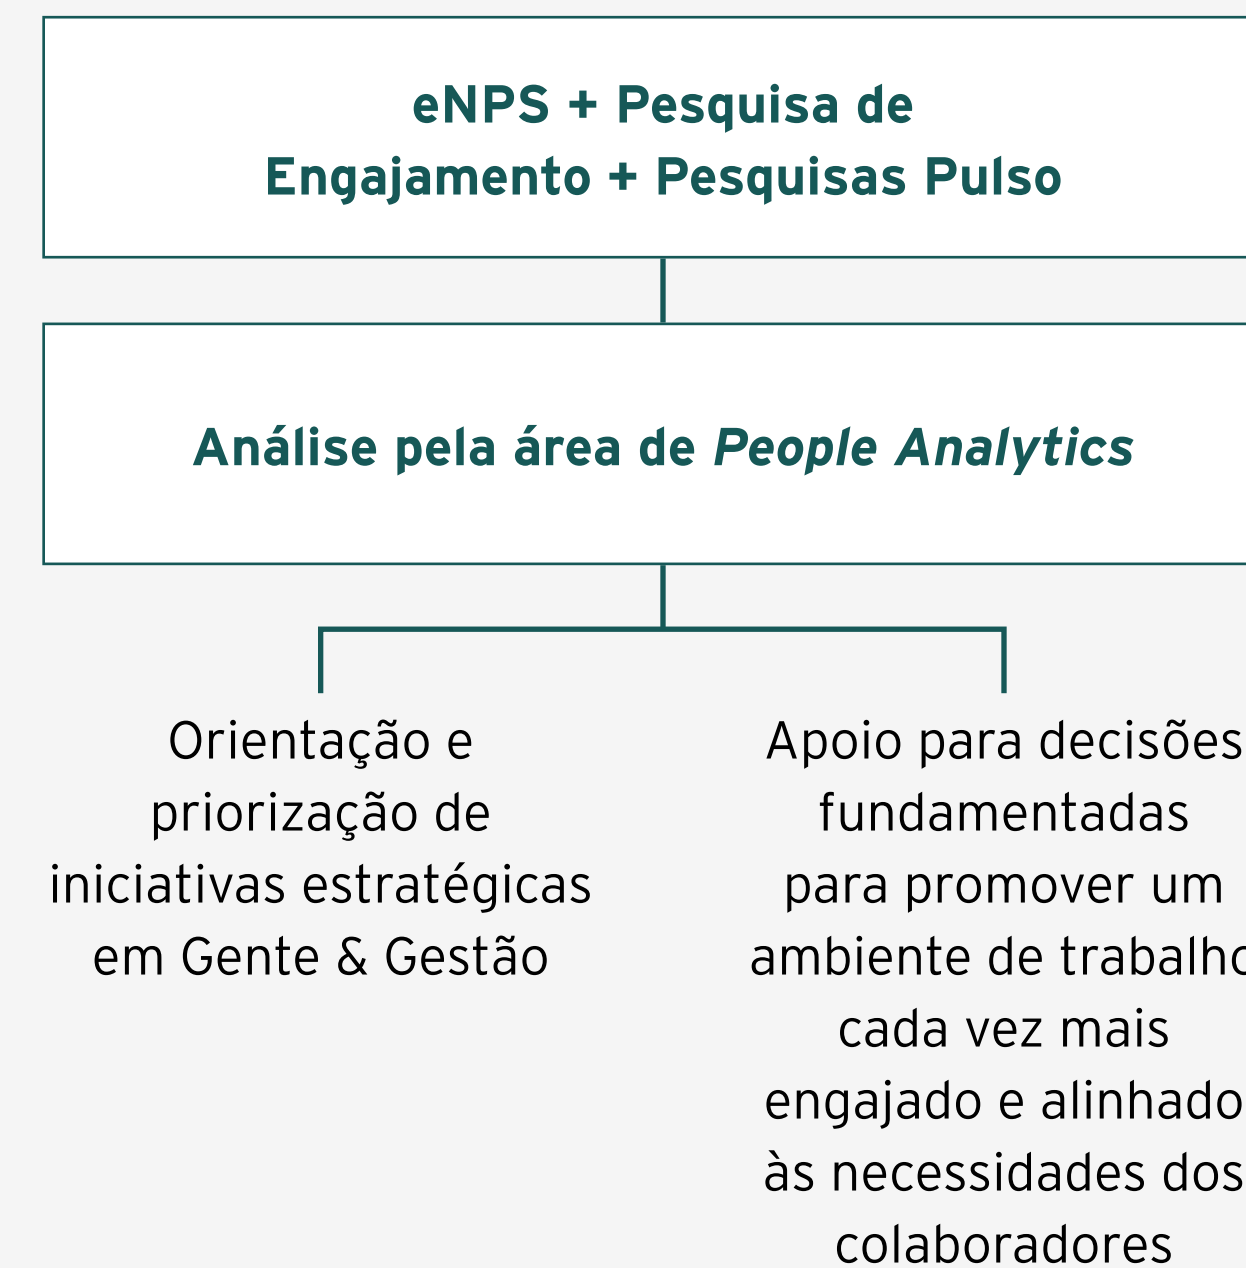 eNPS + Pesquisa de
Engajamento + Pesquisas Pulso
Análise pela área de People Analytics
Orientação e
priorização de
iniciativas estratégicas
em Gente & Gestão
Apoio para decisões
fundamentadas
para promover um
ambiente de trabalho
cada vez mais
engajado e alinhado
às necessidades dos
colaboradores